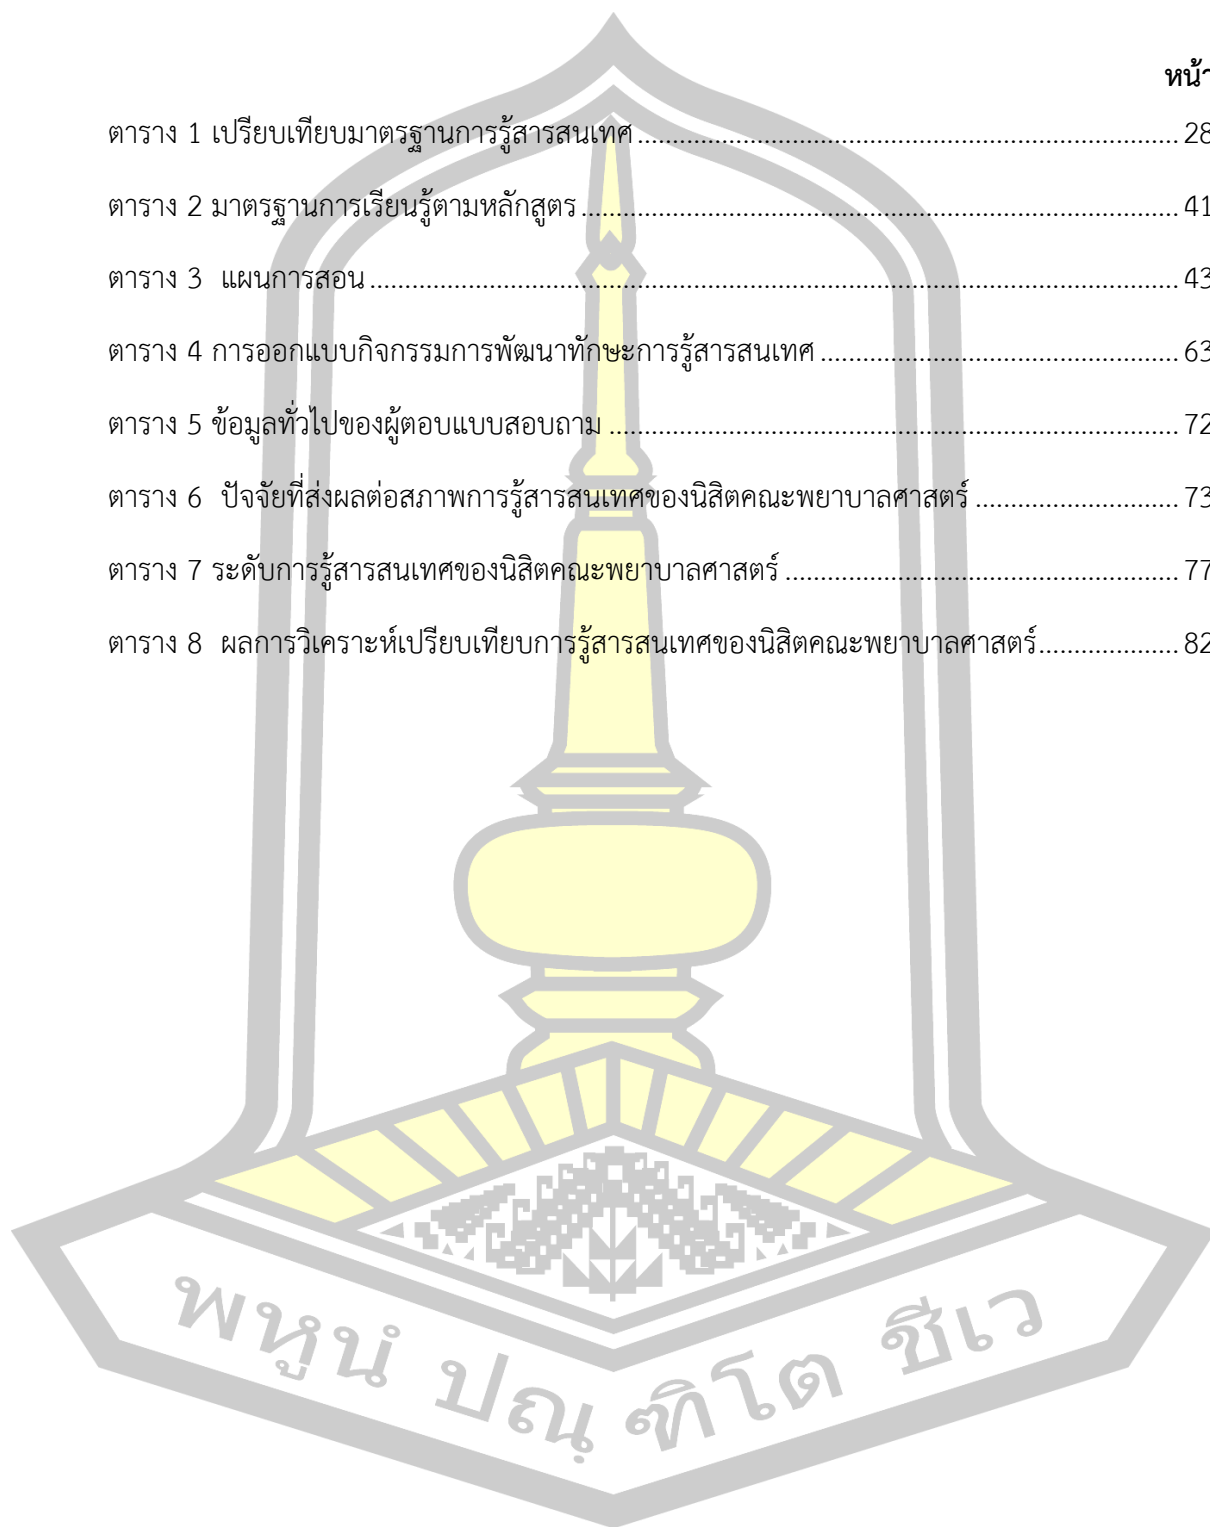 หน้า
ตาราง 1 เปรียบเทียบมาตรฐานการรู้สารสนเทศ............................................................................ 28
ตาราง 2 มาตรฐานการเรียนรู้ตามหลักสูตร.................................................................................... 41
ตาราง 3  แผนการสอน................................................................................................................. 43
ตาราง 4 การออกแบบกิจกรรมการพัฒนาทักษะการรู้สารสนเทศ.................................................. 63
ตาราง 5 ข้อมูลทั่วไปของผู้ตอบแบบสอบถาม................................................................................ 72
ตาราง 6  ปัจจัยที่ส่งผลต่อสภาพการรู้สารสนเทศของนิสิตคณะพยาบาลศาสตร์............................ 73
ตาราง 7 ระดับการรู้สารสนเทศของนิสิตคณะพยาบาลศาสตร์....................................................... 77
ตาราง 8  ผลการวิเคราะห์เปรียบเทียบการรู้สารสนเทศของนิสิตคณะพยาบาลศาสตร์................... 82
พหูนํ ปณฺฑิโต ชีเว